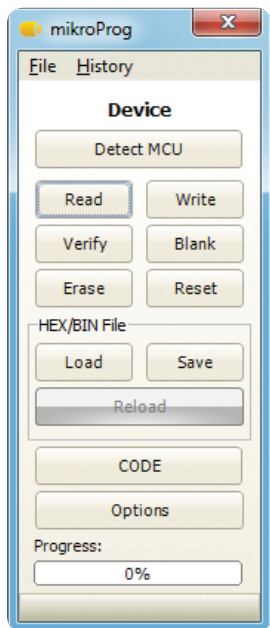 mikroProg
File History
Device
Detect MCU
Read Write
Verify Blank
Erase Reset
HEX/BIN File
Load Save
Reload
CODE
Options
Progress:
0%